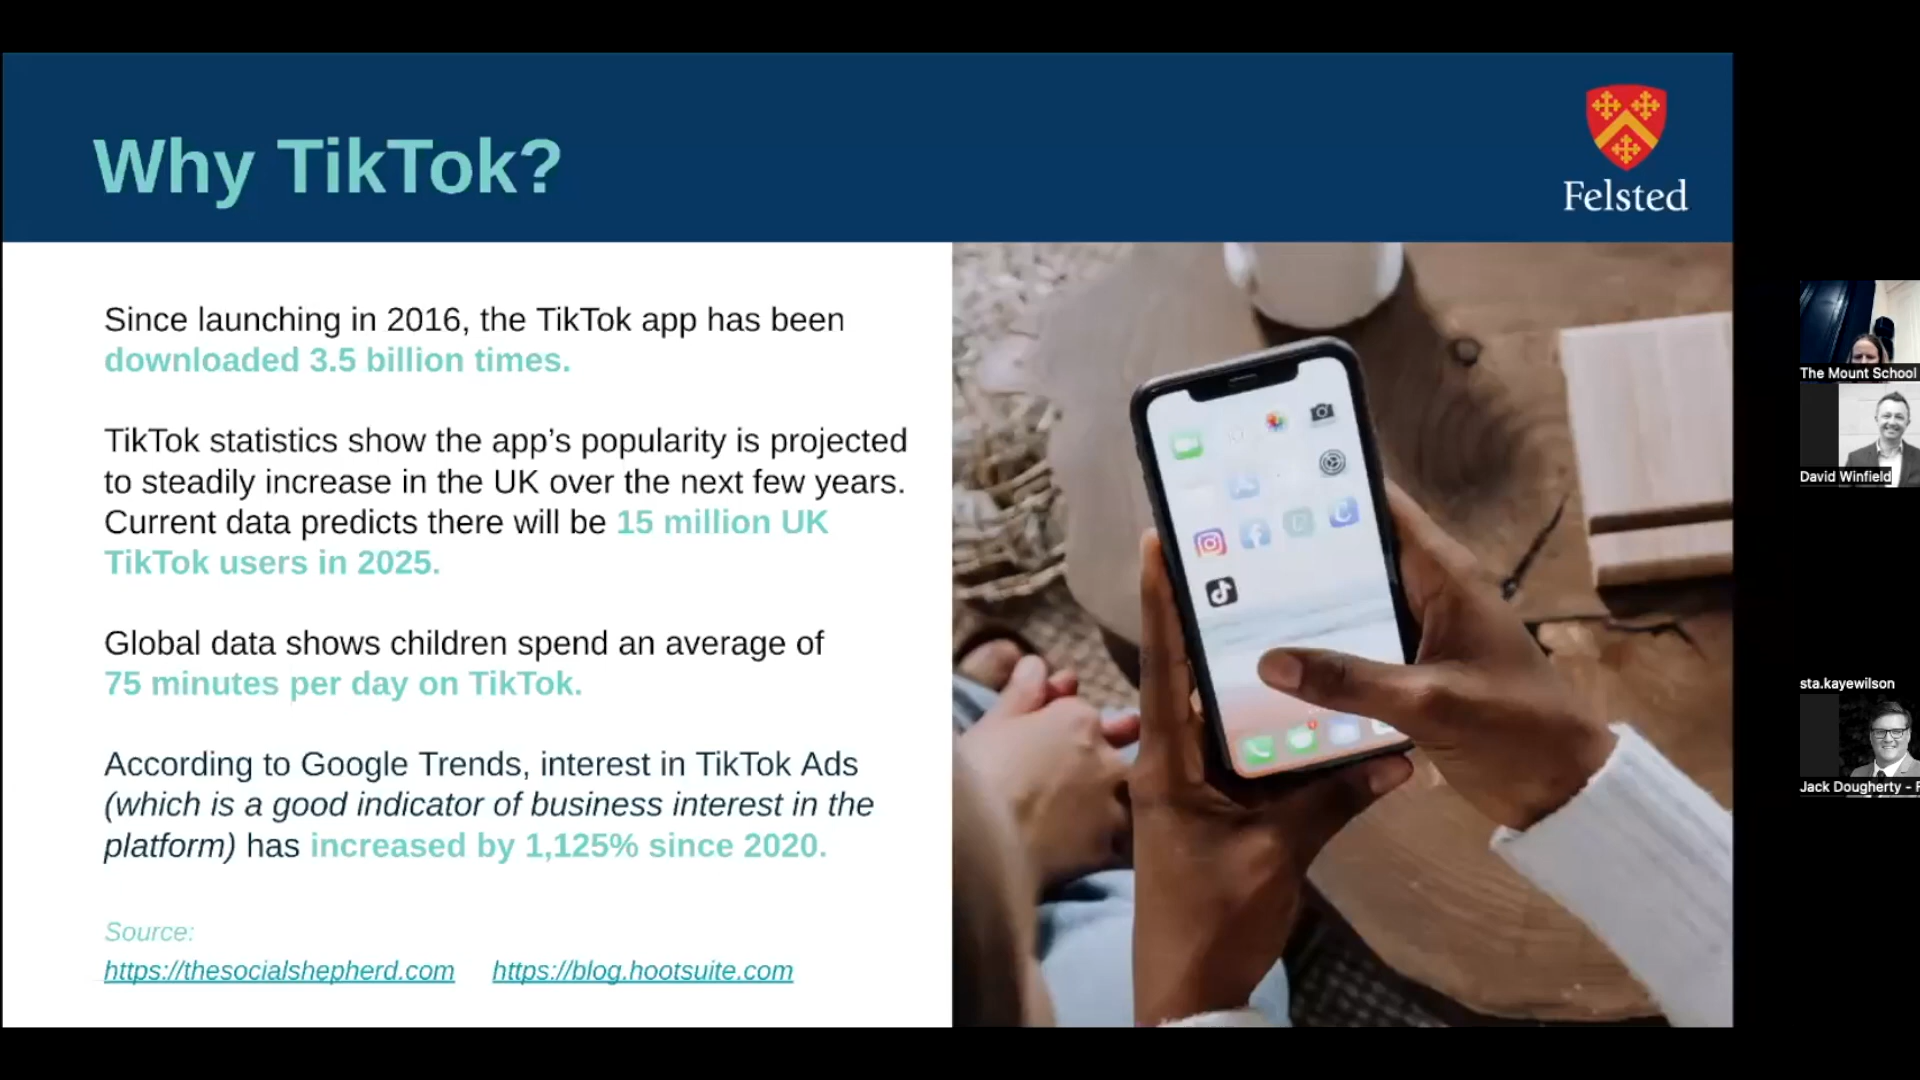 Why TikTok?
Felsted
Since launching in 2016, the TikTok app has been
downloaded 3.5 billion times.
TikTok statistics show the app’s popularity is projected
to steadily increase in the UK over the next few years.
Current data predicts there will be 15 million UK
TikTok users in 2025.
Global data shows children spend an average of
75 minutes per day on TikTok.
According to Google Trends, interest in TikTok Ads
(which is a good indicator of business interest in the
platform) has increased by 1,125% since 2020.
Source:
https://thesocialshepherd.com https://blog.hootsuite.com
The Mount School
David Winfield
sta.kayewilson
Jack Dougherty - F